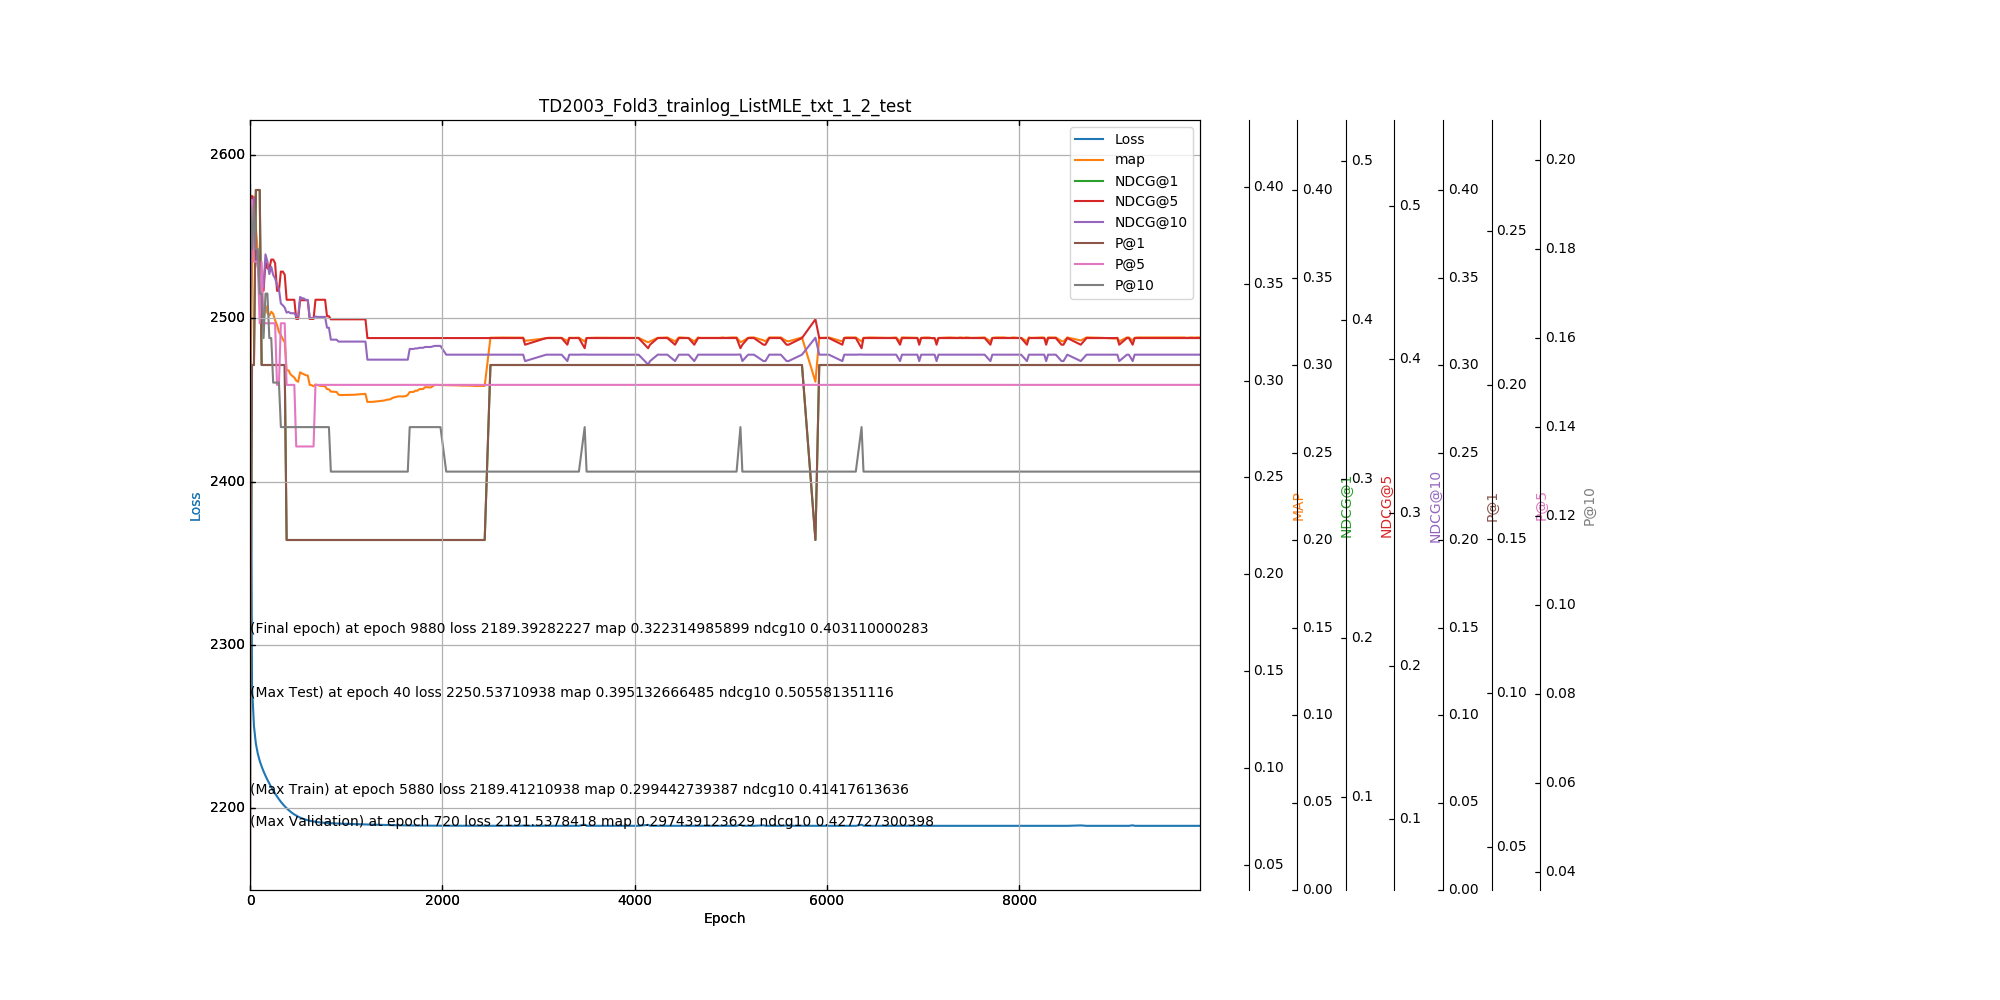 TD2003_Fold3_trainlog_ListMLE_txt_1_2_test
Loss
map
NDCG@1
NDCG@5
NDCG@10
P@1
P@5
P@10
2600
2500
2400
2300
2200
Loss
(Final epoch) at epoch 9880 loss 2189.39282227 map 0.322314985899 ndcg10 0.403110000283
(Max Test) at epoch 40 loss 2250.53710938 map 0.395132666485 ndcg10 0.505581351116
(Max Train) at epoch 5880 loss 2189.41210938 map 0.299442739387 ndcg10 0.41417613636
(Max Validation) at epoch 720 loss 2191.5378418 map 0.297439123629 ndcg10 0.427727300398
0 2000 4000 6000 8000
Epoch
0.40
0.35
0.30
0.25
0.20
0.15
0.10
0.05
MAP
0.40
0.35
0.30
0.25
0.20
0.15
0.10
0.05
0.00
NDCG@1
0.5
0.4
0.3
0.2
0.1
NDCG@5
0.5
0.4
0.3
0.2
0.1
NDCG@10
0.40
0.35
0.30
0.25
0.20
0.15
0.10
0.05
0.00
P@1
0.25
0.20
0.15
0.10
0.05
P@5
0.20
0.18
0.16
0.14
0.12
0.10
0.08
0.06
0.04
P@10